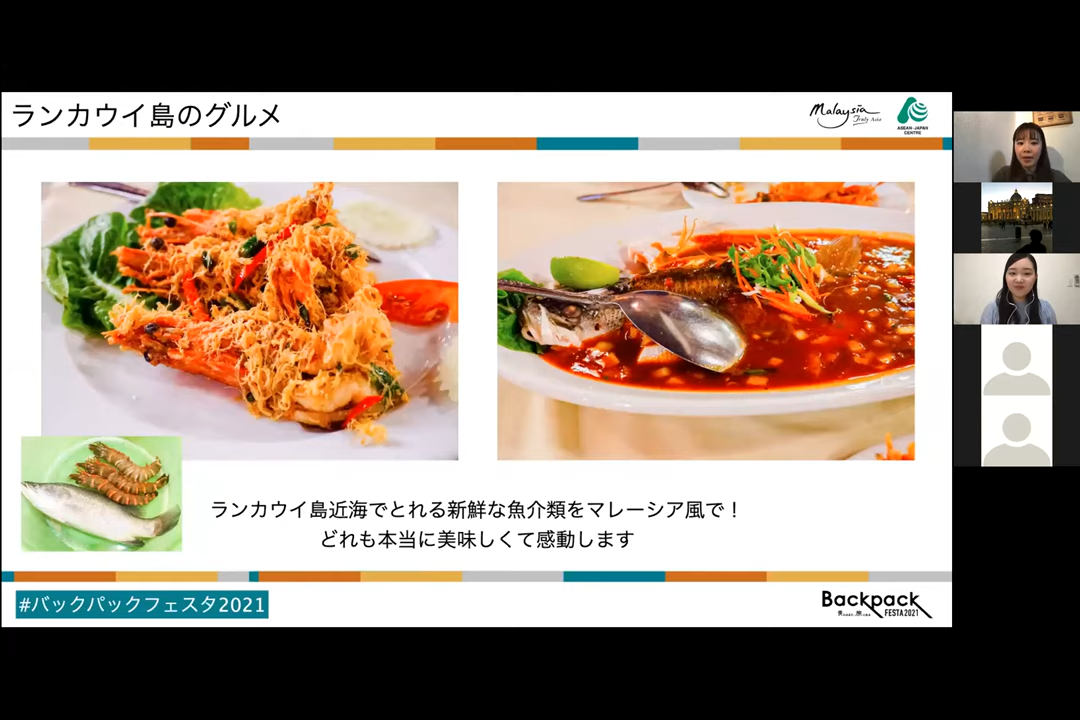 ランカウイ島のグルメ
Malaysia
Truly Asia
ASEAN-JAPAN
CENTRE
ランカウイ島近海でとれる新鮮な魚介類をマレーシア風で！
どれも本当に美味しくて感動します
#バックパックフェスタ2021
Backpack
FESTA2021